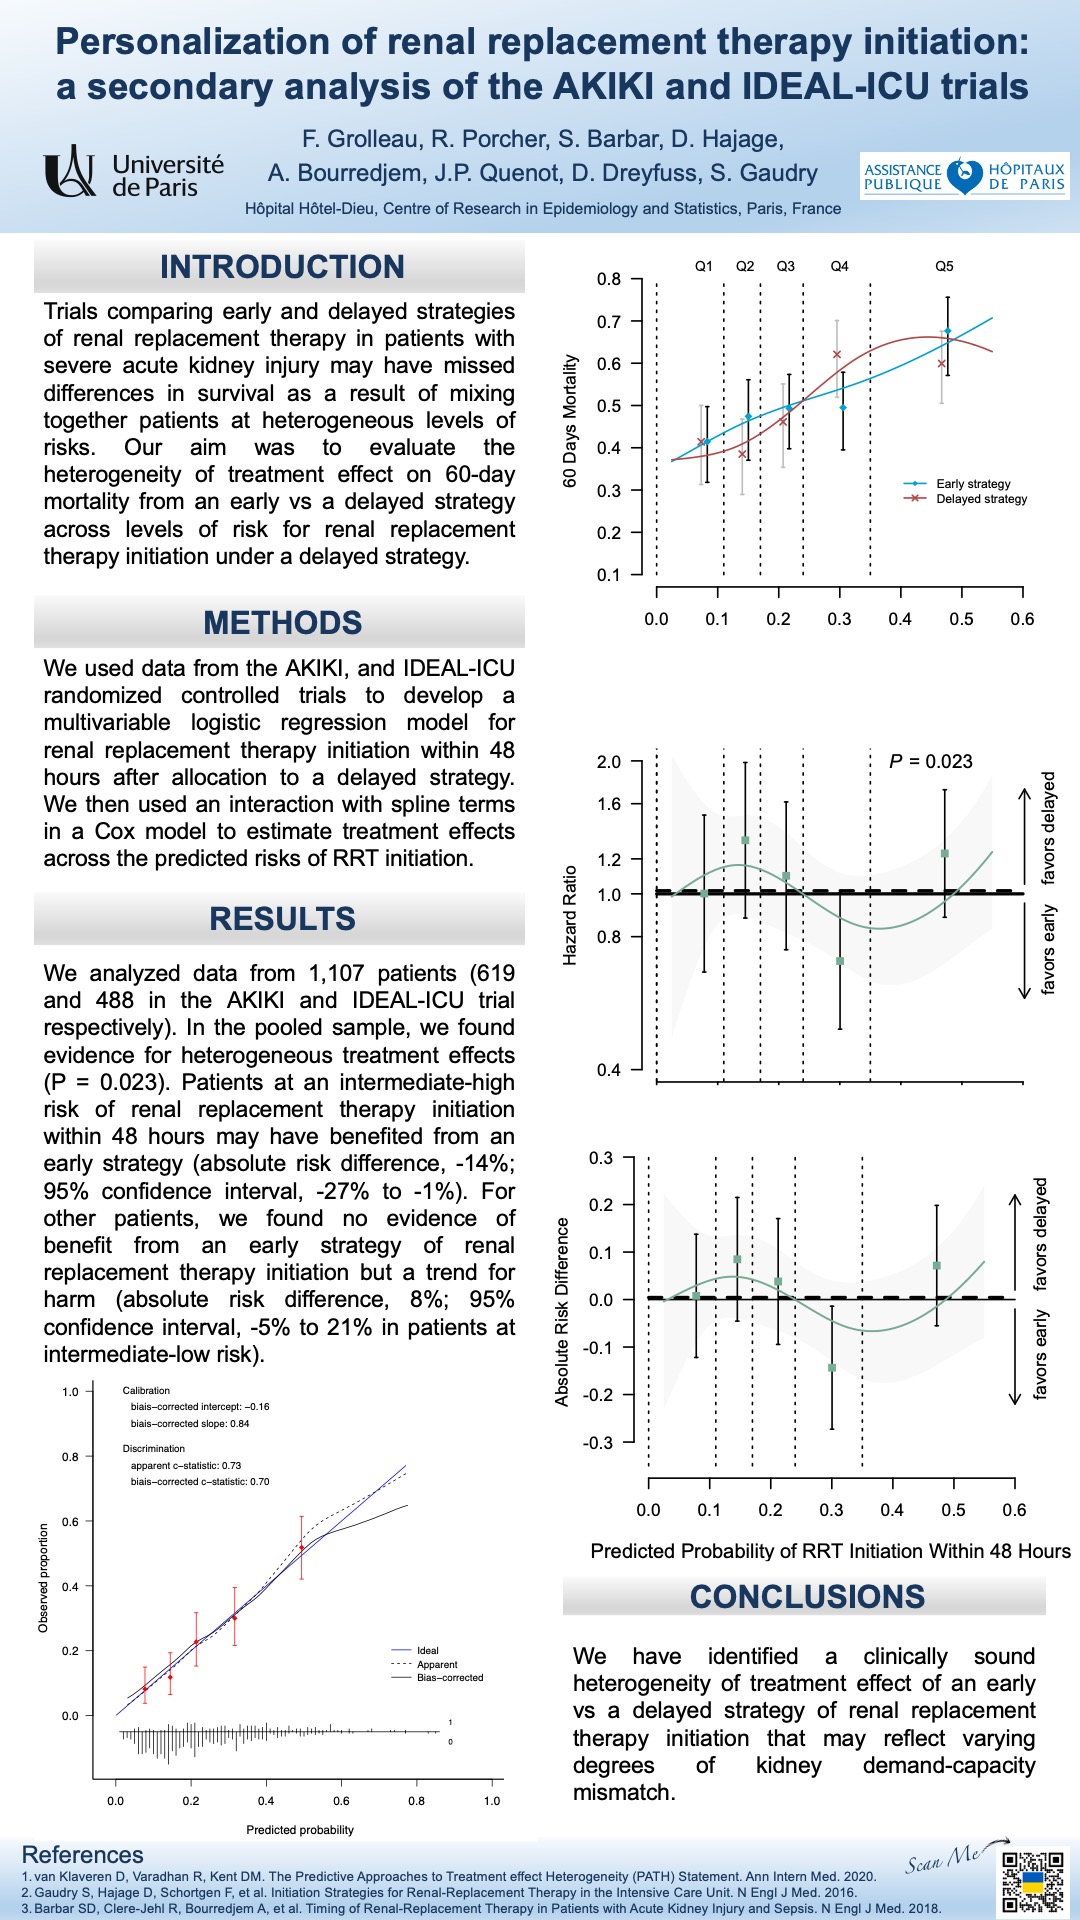 Personalization of renal replacement therapy initiation:
a secondary analysis of the AKIKI and IDEAL-ICU trials
F. Grolleau, R. Porcher, S. Barbar, D. Hajage,
A. Bourredjem, J.P. Quenot, D. Dreyfuss, S. Gaudry
Hôpital Hôtel-Dieu, Centre of Research in Epidemiology and Statistics, Paris, France
Université
de Paris
ASSISTANCE HÔPITAUX
PUBLIQUE DE PARIS
INTRODUCTION
Trials comparing early and delayed strategies
of renal replacement therapy in patients with
severe acute kidney injury may have missed
differences in survival as a result of mixing
together patients at heterogeneous levels of
risks. Our aim was to evaluate the
heterogeneity of treatment effect on 60-day
mortality from an early vs a delayed strategy
across levels of risk for renal replacement
therapy initiation under a delayed strategy.
METHODS
We used data from the AKIKI, and IDEAL-ICU
randomized controlled trials to develop a
multivariable logistic regression model for
renal replacement therapy initiation within 48
hours after allocation to a delayed strategy.
We then used an interaction with spline terms
in a Cox model to estimate treatment effects
across the predicted risks of RRT initiation.
RESULTS
We analyzed data from 1,107 patients (619
and 488 in the AKIKI and IDEAL-ICU trial
respectively). In the pooled sample, we found
evidence for heterogeneous treatment effects
(P = 0.023). Patients at an intermediate-high
risk of renal replacement therapy initiation
within 48 hours may have benefited from an
early strategy (absolute risk difference, -14%;
95% confidence interval, -27% to -1%). For
other patients, we found no evidence of
benefit from an early strategy of renal
replacement therapy initiation but a trend for
harm (absolute risk difference, 8%; 95%
confidence interval, -5% to 21% in patients at
intermediate-low risk).
Calibration
biais–corrected intercept: –0.16
biais–corrected slope: 0.84
Discrimination
apparent c–statistic: 0.73
biais–corrected c–statistic: 0.70
Observed proportion
1.0
0.8
0.6
0.4
0.2
0.0
Ideal
Apparent
Bias–corrected
1
0
0.0 0.2 0.4 0.6 0.8 1.0
Predicted probability
Q1 Q2 Q3 Q4 Q5
60 Days Mortality
0.8
0.7
0.6
0.5
0.4
0.3
0.2
0.1
Early strategy
Delayed strategy
0.0 0.1 0.2 0.3 0.4 0.5 0.6
P = 0.023
Hazard Ratio
2.0
1.6
1.2
1.0
0.8
0.4
favors delayed
favors early
Absolute Risk Difference
0.3
0.2
0.1
0.0
-0.1
-0.2
-0.3
favors delayed
favors early
0.0 0.1 0.2 0.3 0.4 0.5 0.6
Predicted Probability of RRT Initiation Within 48 Hours
CONCLUSIONS
We have identified a clinically sound
heterogeneity of treatment effect of an early
vs a delayed strategy of renal replacement
therapy initiation that may reflect varying
degrees of kidney demand-capacity
mismatch.
References
1. van Klaveren D, Varadhan R, Kent DM. The Predictive Approaches to Treatment effect Heterogeneity (PATH) Statement. Ann Intern Med. 2020.
2. Gaudry S, Hajage D, Schortgen F, et al. Initiation Strategies for Renal-Replacement Therapy in the Intensive Care Unit. N Engl J Med. 2016.
3. Barbar SD, Clere-Jehl R, Bourredjem A, et al. Timing of Renal-Replacement Therapy in Patients with Acute Kidney Injury and Sepsis. N Engl J Med. 2018.
Scan Me